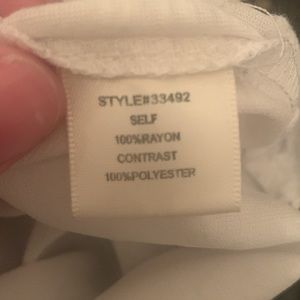 STYLE#33492
SELF
100%RAYON
CONTRAST
100%POLYESTER